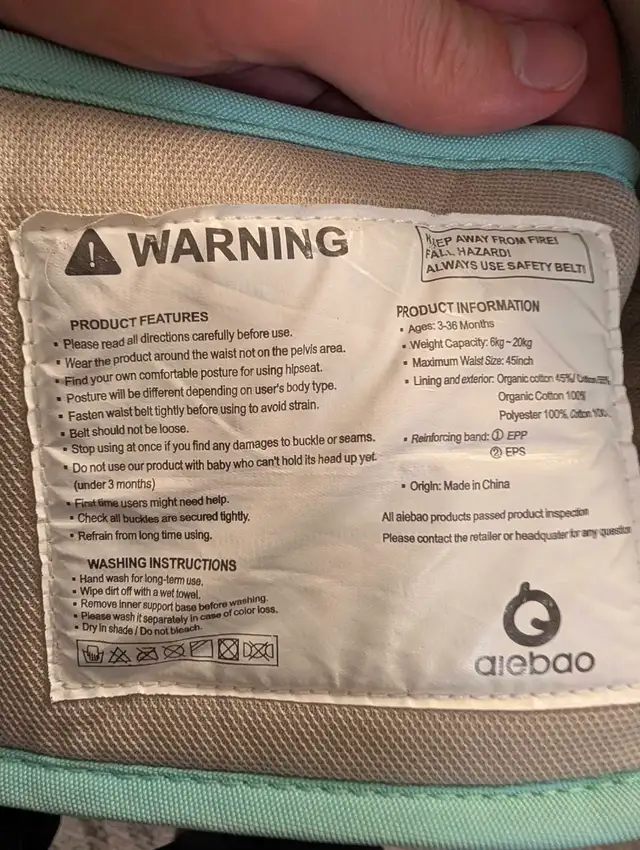 WARNING
KEEP AWAY FROM FIRE!
FALL HAZARD!
ALWAYS USE SAFETY BELT!
PRODUCT FEATURES
• Please read all directions carefully before use.
• Wear the product around the waist not on the pelvis area.
• Find your own comfortable posture for using hipseat.
• Posture will be different depending on user's body type.
• Fasten waist belt tightly before using to avoid strain.
• Belt should not be loose.
• Stop using at once if you find any damages to buckle or seams.
• Do not use our product with baby who can't hold its head up yet.
(under 3 months)
• First time users might need help.
• Check all buckles are secured tightly.
• Refrain from long time using.
WASHING INSTRUCTIONS
• Hand wash for long-term use.
• Wipe dirt off with a wet towel.
• Remove inner support base before washing.
• Please wash it separately in case of color loss.
• Dry in shade / Do not bleach.
PRODUCT INFORMATION
• Ages: 3-36 Months
• Weight Capacity: 6kg~20kg
• Maximum Waist Size: 45inch
• Lining and exterior: Organic cotton 45%/ Cotton
Organic Cotton 100%
Polyester 100%, Cotton
• Reinforcing band: ① EPP
② EPS
• Origin: Made in China
All aiebao products passed product inspection
Please contact the retailer or headquater for any question
aiebao